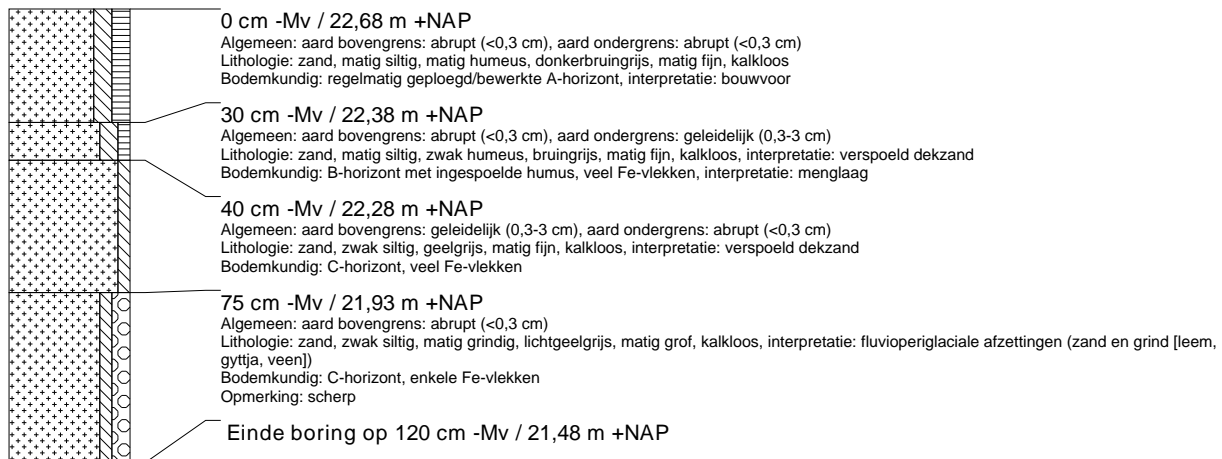 0 cm -Mv / 22,68 m +NAP
Algemeen: aard bovengrens: abrupt (<0,3 cm), aard ondergrens: abrupt (<0,3 cm)
Lithologie: zand, matig siltig, matig humeus, donkerbruingrijs, matig fijn, kalkloos
Bodemkundig: regelmatig geploegd/bewerkte A-horizont, interpretatie: bouwvoor
30 cm -Mv / 22,38 m +NAP
Algemeen: aard bovengrens: abrupt (<0,3 cm), aard ondergrens: geleidelijk (0,3-3 cm)
Lithologie: zand, matig siltig, zwak humeus, bruingrijs, matig fijn, kalkloos, interpretatie: verspoeld dekzand
Bodemkundig: B-horizont met ingespoelde humus, veel Fe-vlekken, interpretatie: menglaag
40 cm -Mv / 22,28 m +NAP
Algemeen: aard bovengrens: geleidelijk (0,3-3 cm), aard ondergrens: abrupt (<0,3 cm)
Lithologie: zand, zwak siltig, geelgrijs, matig fijn, kalkloos, interpretatie: verspoeld dekzand
Bodemkundig: C-horizont, veel Fe-vlekken
75 cm -Mv / 21,93 m +NAP
Algemeen: aard bovengrens: abrupt (<0,3 cm)
Lithologie: zand, zwak siltig, matig grindig, lichtgeelgrijs, matig grof, kalkloos, interpretatie: fluvioperiglaciale afzettingen (zand en grind [leem,
gyttja, veen])
Bodemkundig: C-horizont, enkele Fe-vlekken
Opmerking: scherp
Einde boring op 120 cm -Mv / 21,48 m +NAP